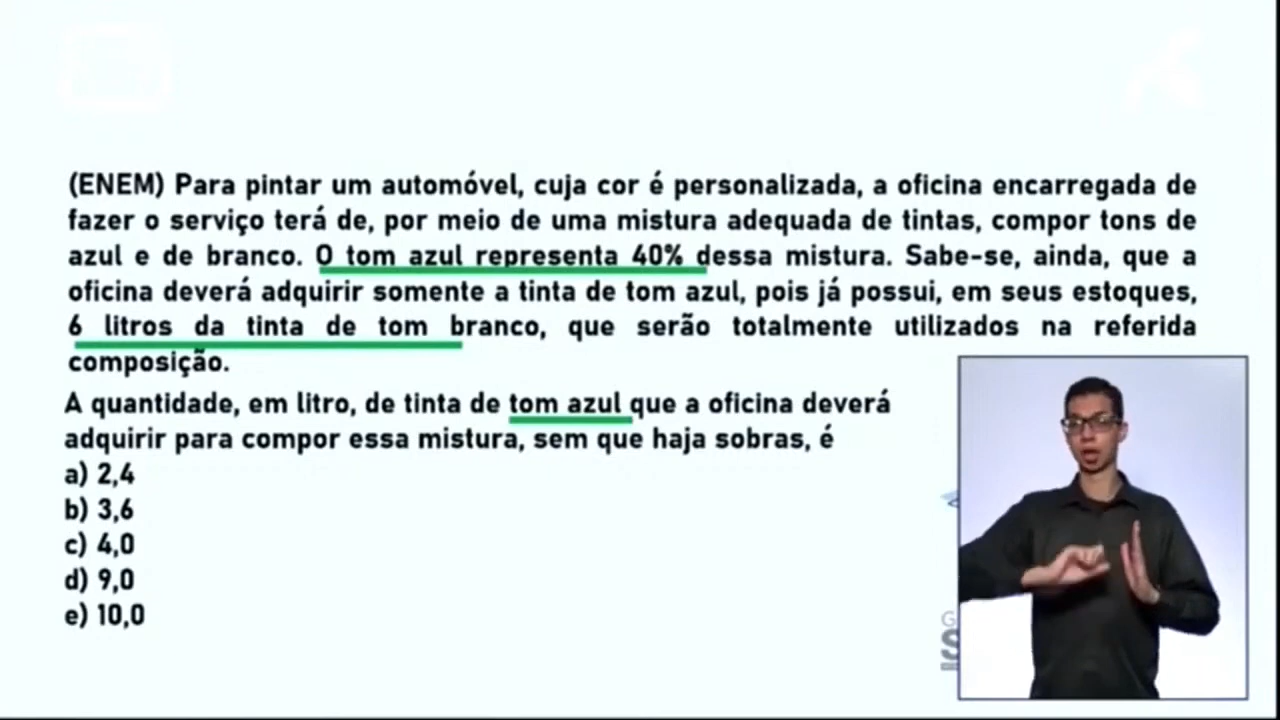 (ENEM) Para pintar um automóvel, cuja cor é personalizada, a oficina encarregada de
fazer o serviço terá de, por meio de uma mistura adequada de tintas, compor tons de
azul e de branco. O tom azul representa 40% dessa mistura. Sabe-se, ainda, que a
oficina deverá adquirir somente a tinta de tom azul, pois já possui, em seus estoques,
6 litros da tinta de tom branco, que serão totalmente utilizados na referida
composição.
A quantidade, em litro, de tinta de tom azul que a oficina deverá
adquirir para compor essa mistura, sem que haja sobras, é
a) 2,4
b) 3,6
c) 4,0
d) 9,0
e) 10,0